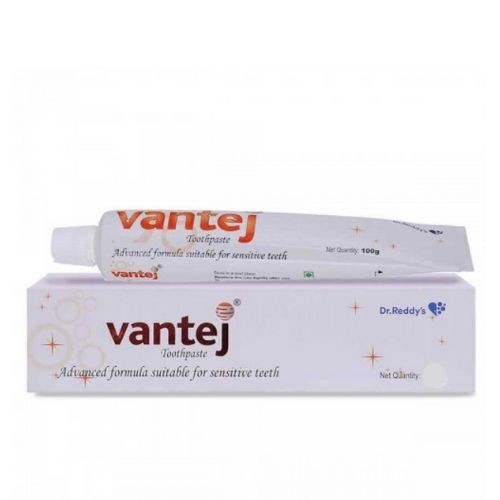 vantej
Toothpaste
Advanced formula suitable for sensitive teeth
Net Quantity: 100g
vantej
vantej®
Toothpaste
Advanced formula suitable for sensitive teeth
Dr.Reddy's
Net Quantity: